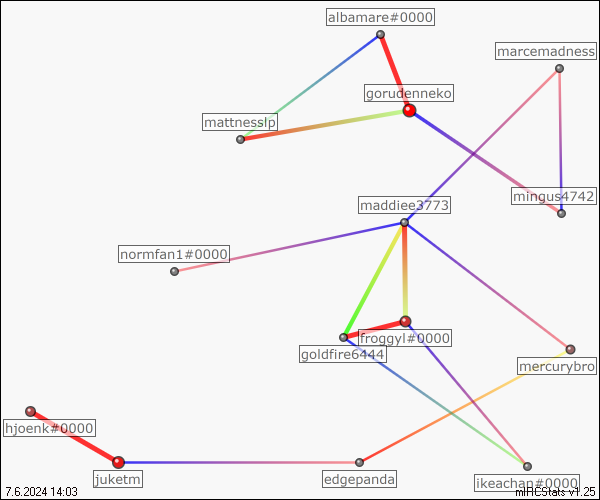 albamare#0000
marcemadness
gorudenneko
mattnesslp
mingus4742
maddiee3773
normfan1#0000
froggyl#0000
goldfire6444
mercurybro
hjoenk#0000
juketm
edgepanda
ikeachan#0000
7.6.2024 14:03
mIRCStats v1.25